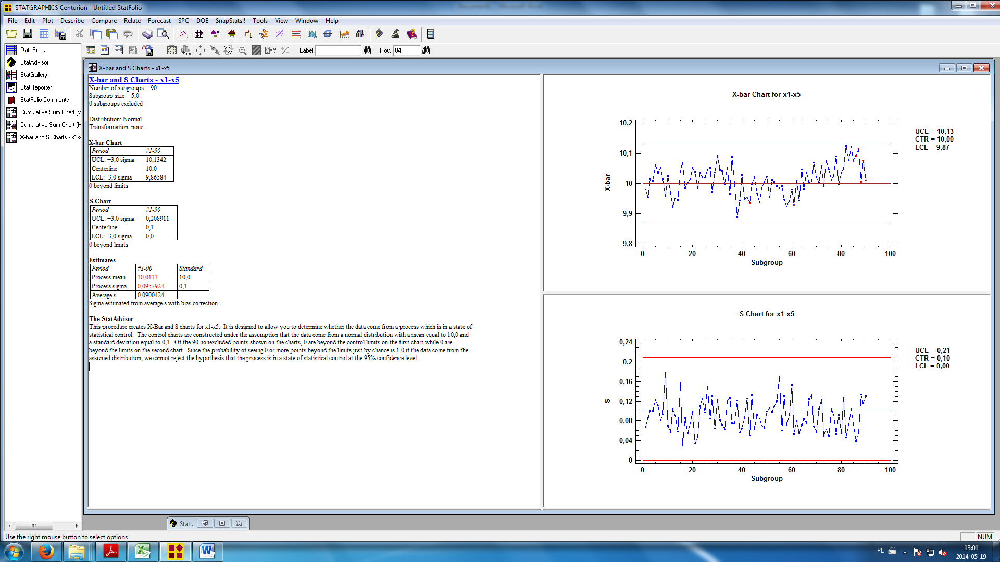 STATGRAPHICS Centurion - Untitled StatFolio
File Edit Plot Describe Compare Relate Forecast SPC DOE SnapStats!! Tools View Window Help
Label: Row: 84
DataBook
StatAdvisor
StatGallery
StatReporter
StatFolio Comments
Cumulative Sum Chart (V
Cumulative Sum Chart (H
X-bar and S Charts - x1-x
X-bar and S Charts - x1-x5
X-bar and S Charts - x1-x5
Number of subgroups = 90
Subgroup size = 5,0
0 subgroups excluded
Distribution: Normal
Transformation: none
X-bar Chart
Period #1-90
UCL: +3,0 sigma 10,1342
Centerline 10,0
LCL: -3,0 sigma 9,86584
0 beyond limits
S Chart
Period #1-90
UCL: +3,0 sigma 0,208911
Centerline 0,1
LCL: -3,0 sigma 0,0
0 beyond limits
Estimates
Period #1-90 Standard
Process mean 10,0113 10,0
Process sigma 0,0957924 0,1
Average s 0,0900424
Sigma estimated from average s with bias correction
The StatAdvisor
This procedure creates X-Bar and S charts for x1-x5. It is designed to allow you to determine whether the data come from a process which is in a state of
statistical control. The control charts are constructed under the assumption that the data come from a normal distribution with a mean equal to 10,0 and
a standard deviation equal to 0,1. Of the 90 nonexcluded points shown on the charts, 0 are beyond the control limits on the first chart while 0 are
beyond the limits on the second chart. Since the probability of seeing 0 or more points beyond the limits just by chance is 1,0 if the data come from the
assumed distribution, we cannot reject the hypothesis that the process is in a state of statistical control at the 95% confidence level.
X-bar Chart for x1-x5
X-bar
10,2
10,1
10
9,9
9,8
0 20 40 60 80 100
Subgroup
UCL = 10,13
CTR = 10,00
LCL = 9,87
S Chart for x1-x5
S
0,24
0,2
0,16
0,12
0,08
0,04
0
0 20 40 60 80 100
Subgroup
UCL = 0,21
CTR = 0,10
LCL = 0,00
Stat...
Use the right mouse button to select options
NUM
PL
13:01
2014-05-19